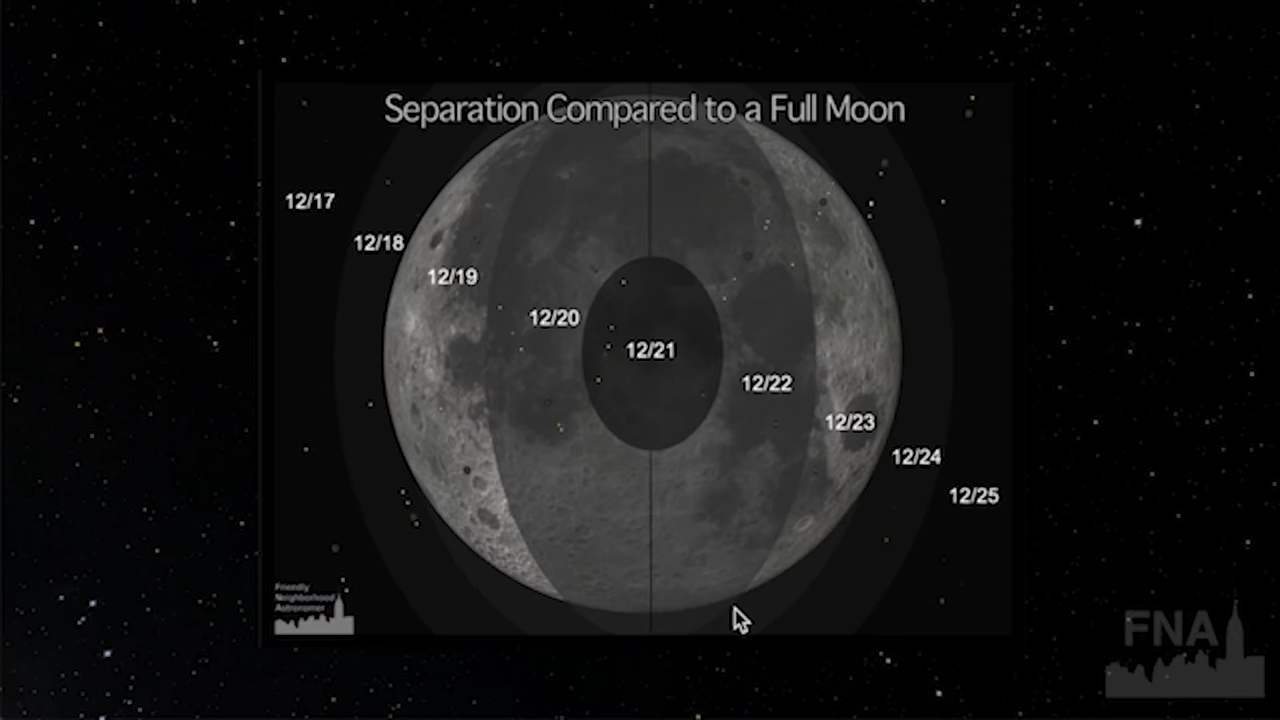 Separation Compared to a Full Moon
12/17
12/18
12/19
12/20
12/21
12/22
12/23
12/24
12/25
Friendly
Neighborhood
Astronomer
FNA